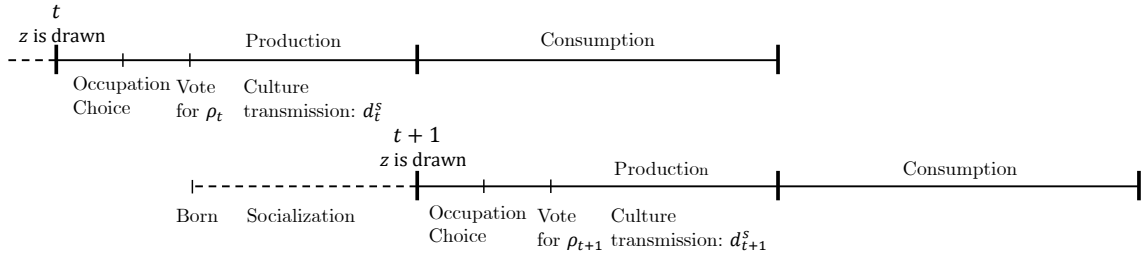 t
z is drawn
Production
Consumption
Occupation
Choice
Vote
for ρ_t
Culture
transmission: d_t^s
t + 1
z is drawn
Production
Consumption
Born
Socialization
Occupation
Choice
Vote
for ρ_{t+1}
Culture
transmission: d_{t+1}^s